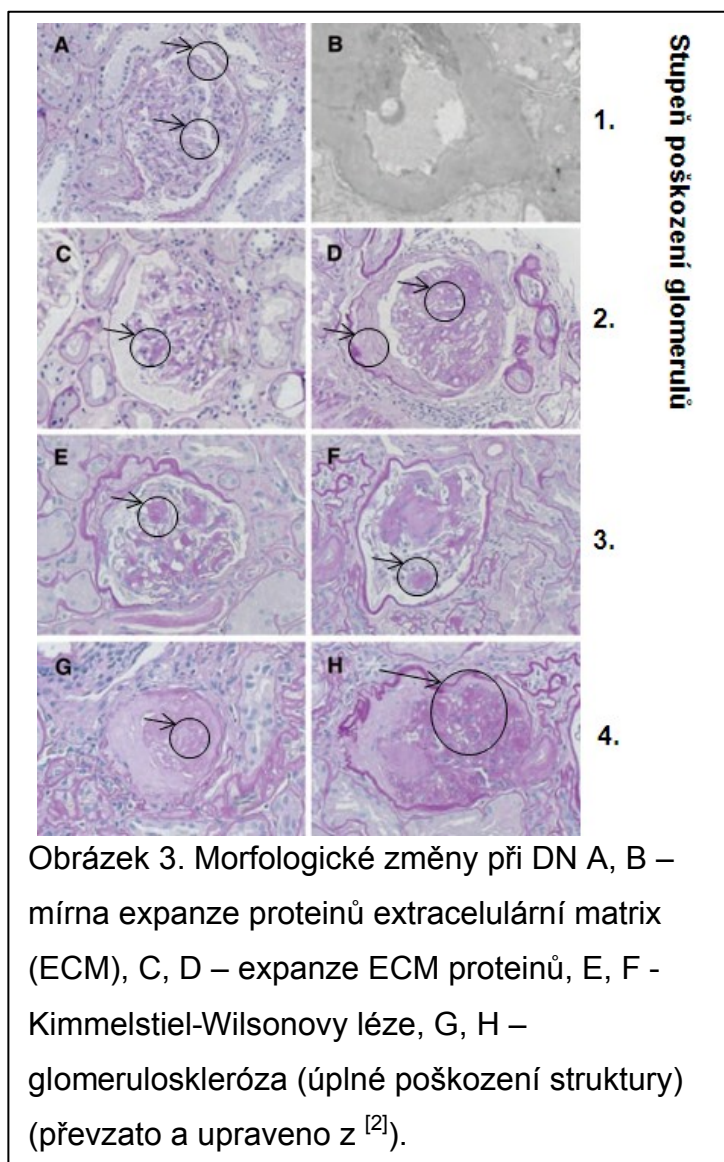 A
B
1.
Stupeň poškození glomerulů
C
D
2.
E
F
3.
G
H
4.
Obrázek 3. Morfologické změny při DN A, B –
mírna expanze proteinů extracelulární matrix
(ECM), C, D – expanze ECM proteinů, E, F -
Kimmelstiel-Wilsonovy léze, G, H –
glomeruloskleróza (úplné poškození struktury)
(převzato a upraveno z [2]).